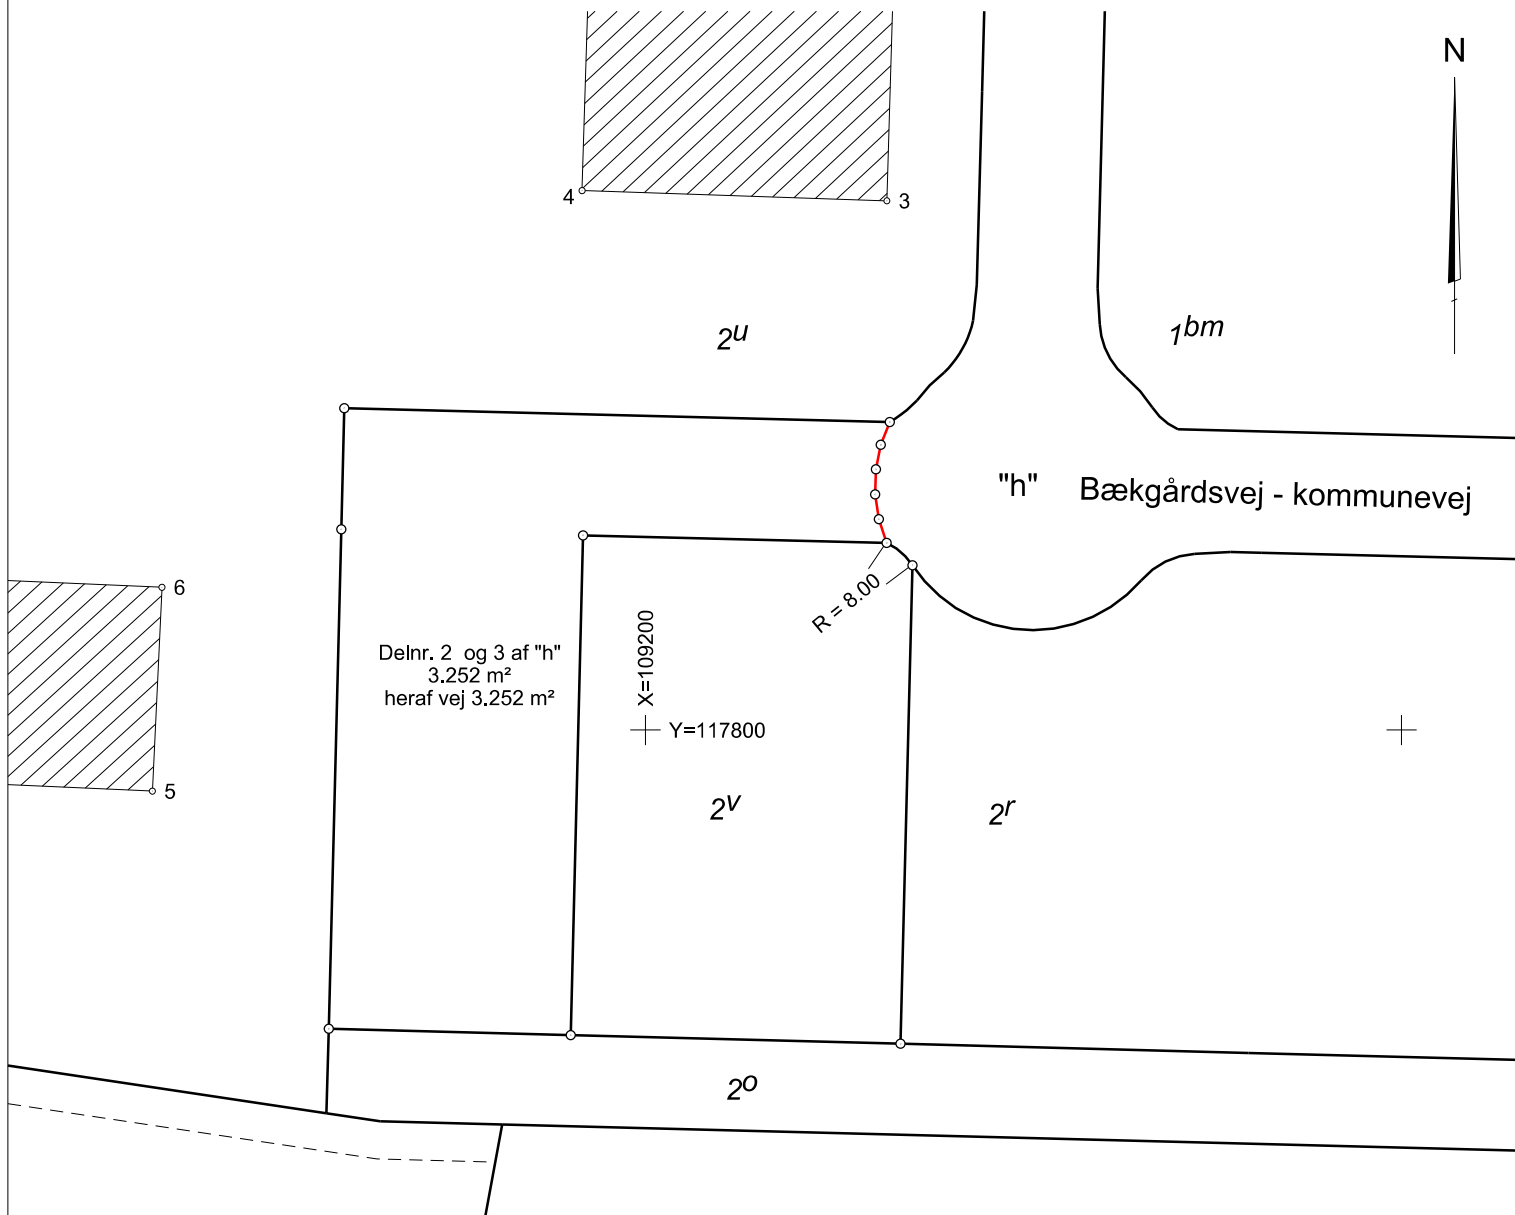 N
4
3
2u
1bm
"h" Bækgårdsvej - kommunevej
6
R = 8.00
Delnr. 2 og 3 af "h"
3.252 m²
heraf vej 3.252 m²
X=109200
Y=117800
5
2v
2r
2o